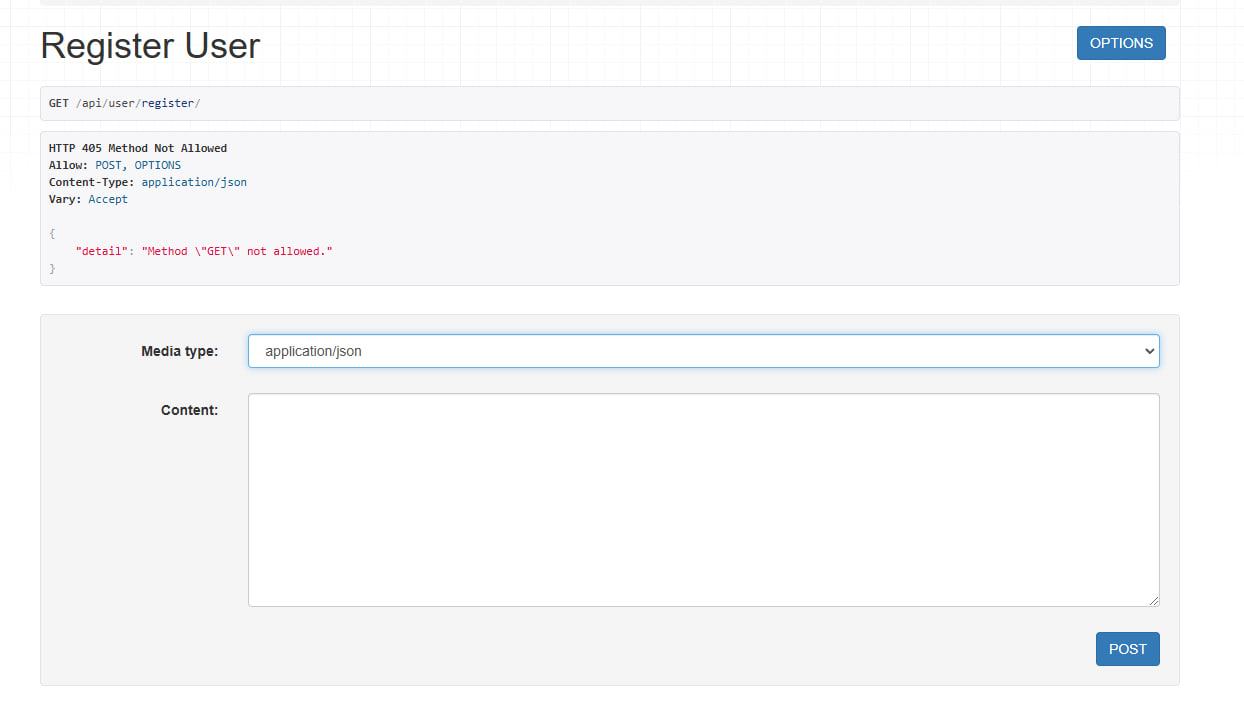 Register User
OPTIONS
GET /api/user/register/
HTTP 405 Method Not Allowed
Allow: POST, OPTIONS
Content-Type: application/json
Vary: Accept
{
    "detail": "Method \"GET\" not allowed."
}
Media type:
application/json
Content:
POST